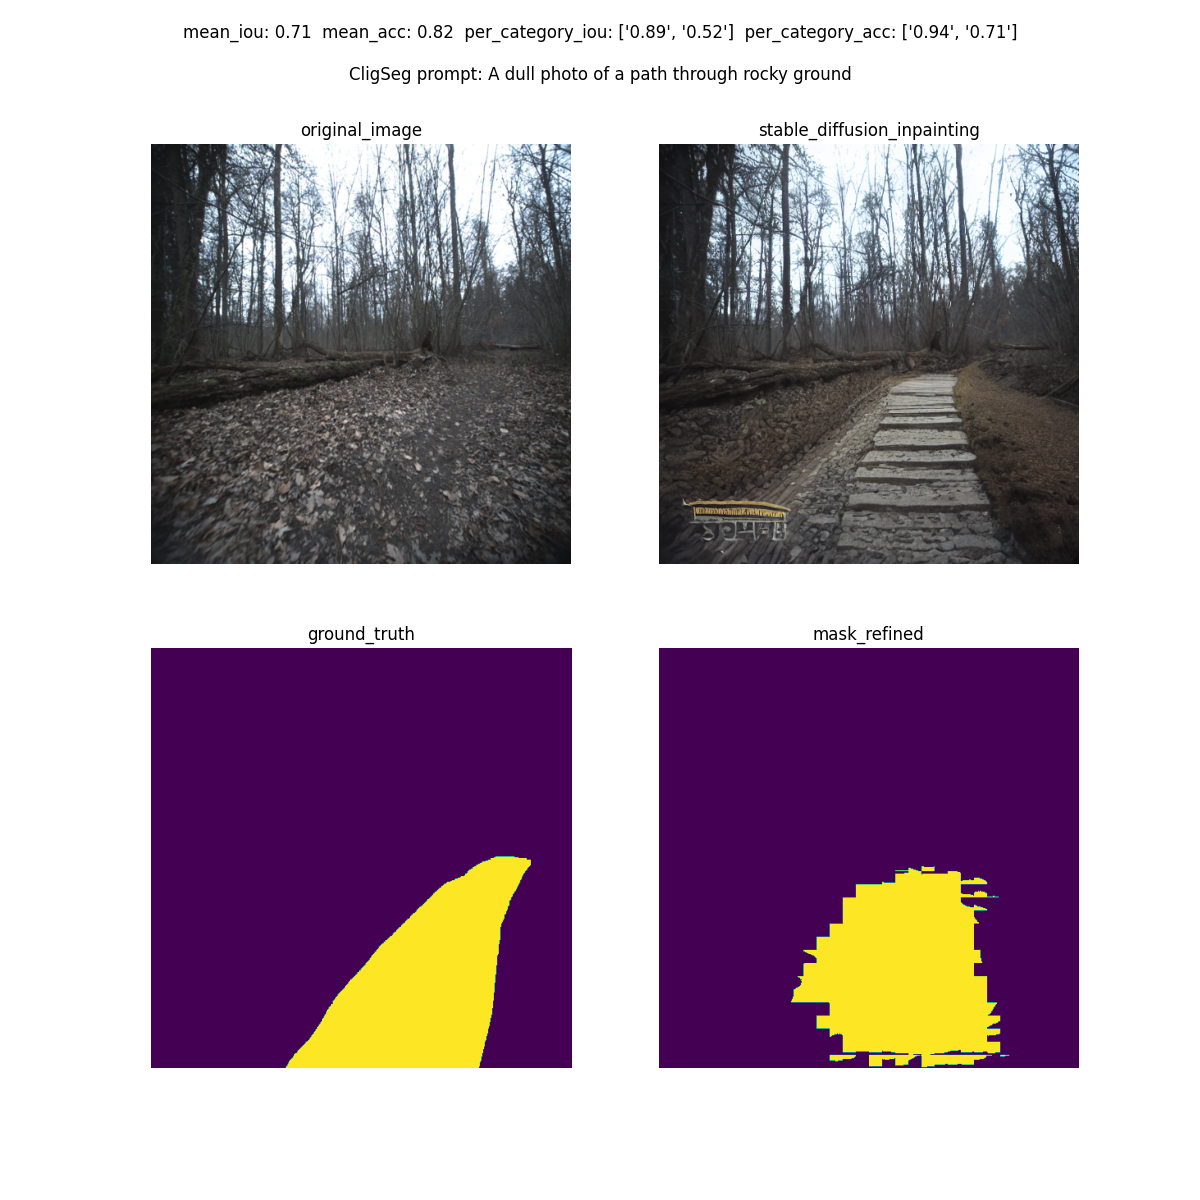 mean_iou: 0.71  mean_acc: 0.82  per_category_iou: ['0.89', '0.52']  per_category_acc: ['0.94', '0.71']
CligSeg prompt: A dull photo of a path through rocky ground
original_image
stable_diffusion_inpainting
ground_truth
mask_refined